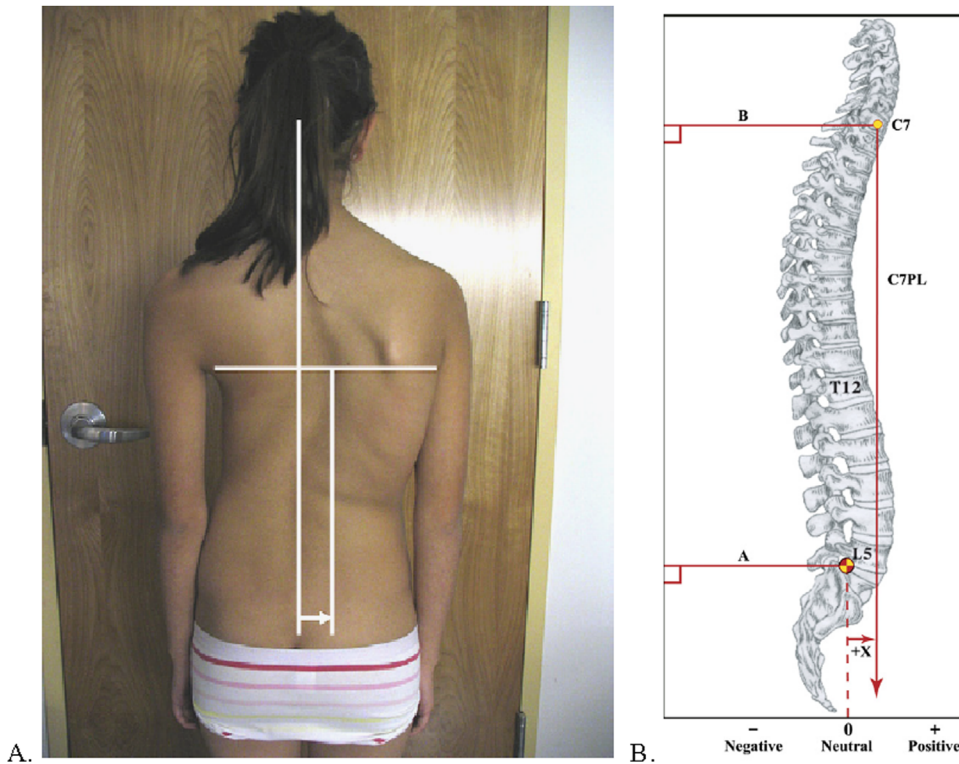 A.
B
C7
C7PL
T12
A
L5
+X
− 0 +
Negative Neutral Positive
B.